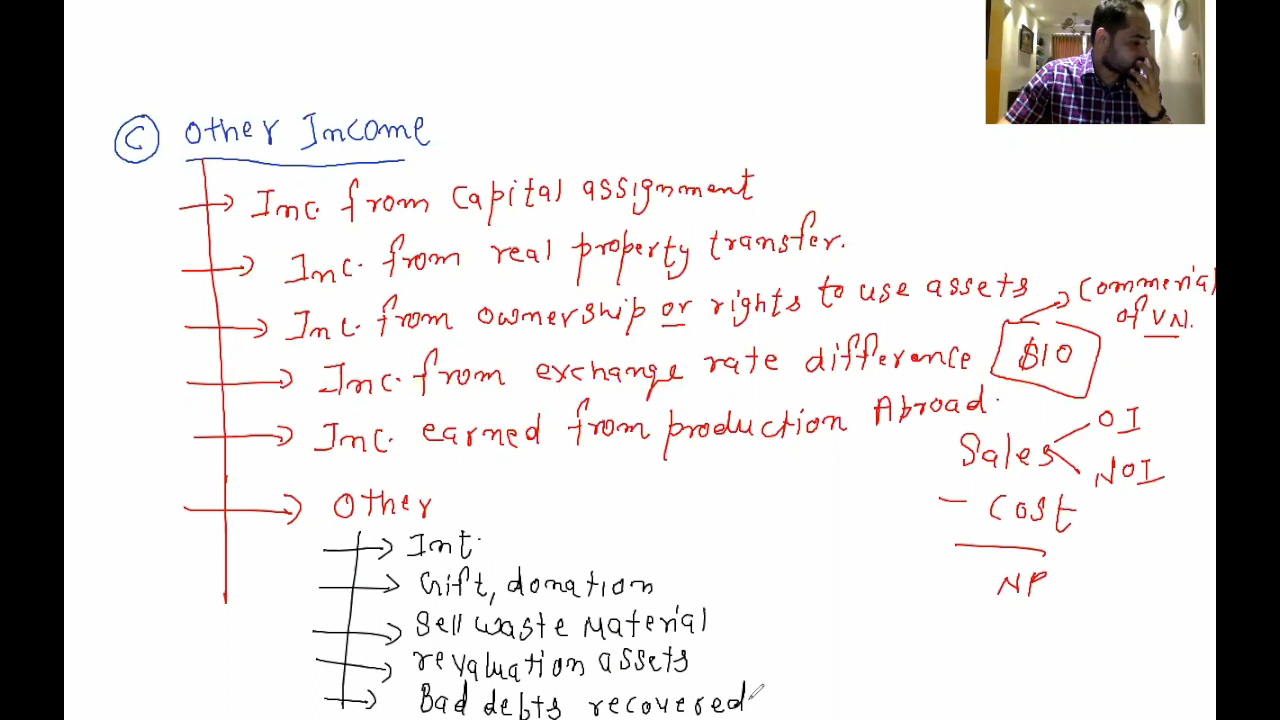 C Other Income
Inc. from capital assignment
Inc. from real property transfer.
Inc. from ownership or rights to use assets
Inc. from exchange rate difference
Inc. earned from production Abroad.
Other
Int.
Gift, donation
Sell waste Material
revaluation assets
Bad debts recovered
$10
of VN.
Sales
OI
NOI
- Cost
NP